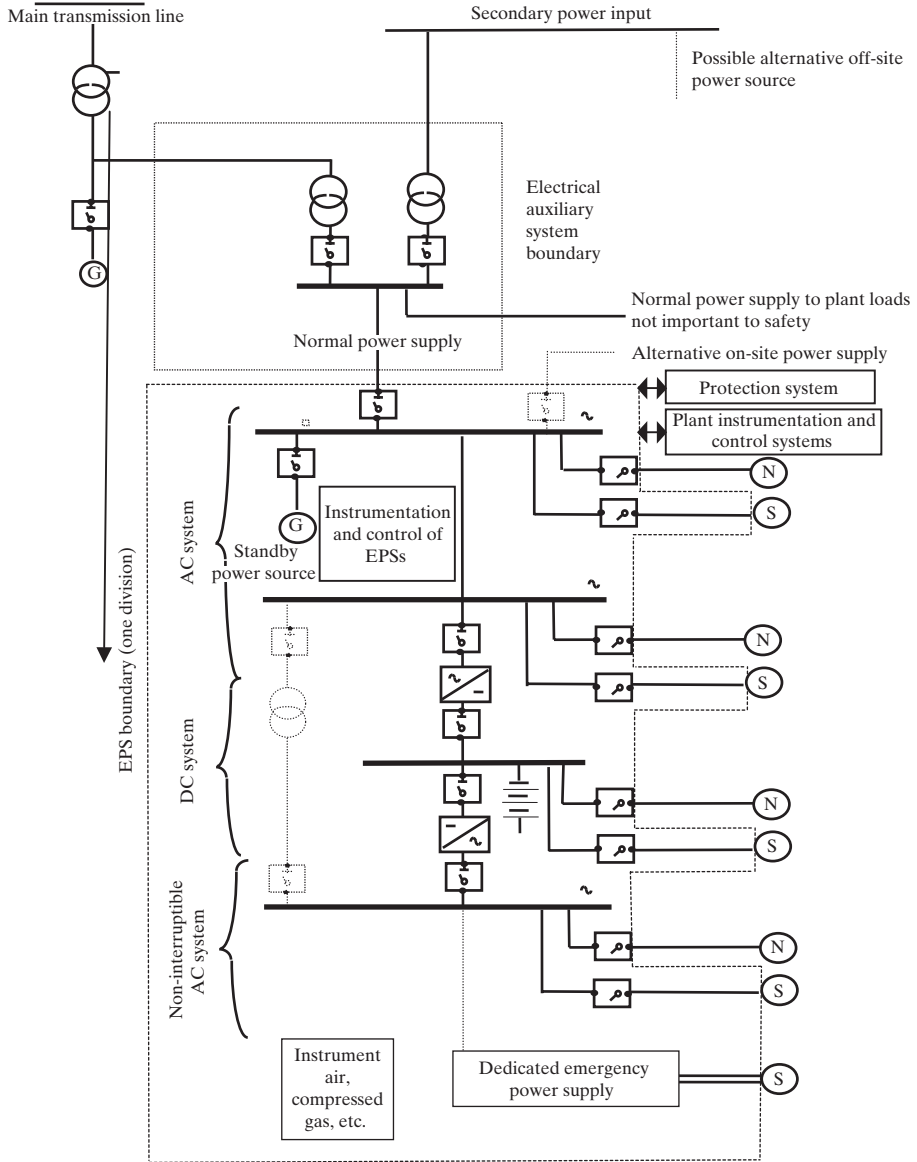 Main transmission line
Secondary power input
Possible alternative off-site
power source
Electrical
auxiliary
system
boundary
G
Normal power supply to plant loads
not important to safety
Normal power supply
Alternative on-site power supply
Protection system
Plant instrumentation and
control systems
N
S
AC system
G
Standby
power source
Instrumentation
and control of
EPSs
EPS boundary (one division)
N
S
DC system
N
S
Non-interruptible
AC system
N
S
Instrument
air,
compressed
gas, etc.
Dedicated emergency
power supply
S